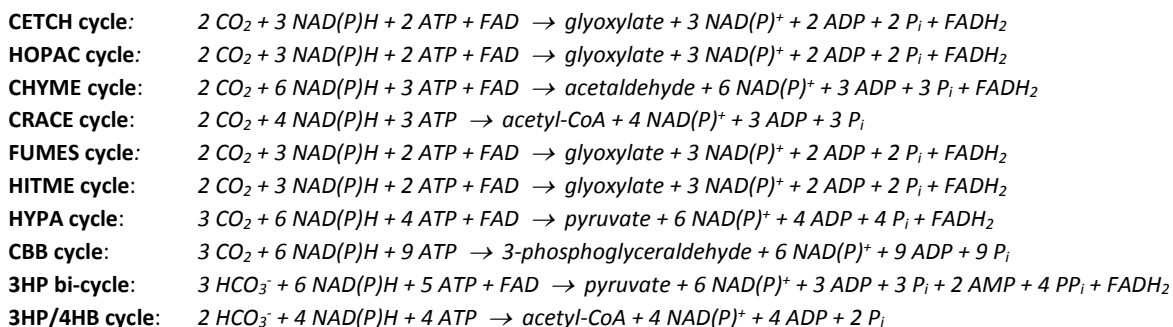 CETCH cycle: 2 CO₂ + 3 NAD(P)H + 2 ATP + FAD → glyoxylate + 3 NAD(P)⁺ + 2 ADP + 2 Pᵢ + FADH₂
HOPAC cycle: 2 CO₂ + 3 NAD(P)H + 2 ATP + FAD → glyoxylate + 3 NAD(P)⁺ + 2 ADP + 2 Pᵢ + FADH₂
CHYME cycle: 2 CO₂ + 6 NAD(P)H + 3 ATP + FAD → acetaldehyde + 6 NAD(P)⁺ + 3 ADP + 3 Pᵢ + FADH₂
CRACE cycle: 2 CO₂ + 4 NAD(P)H + 3 ATP → acetyl-CoA + 4 NAD(P)⁺ + 3 ADP + 3 Pᵢ
FUMES cycle: 2 CO₂ + 3 NAD(P)H + 2 ATP + FAD → glyoxylate + 3 NAD(P)⁺ + 2 ADP + 2 Pᵢ + FADH₂
HITME cycle: 2 CO₂ + 3 NAD(P)H + 2 ATP + FAD → glyoxylate + 3 NAD(P)⁺ + 2 ADP + 2 Pᵢ + FADH₂
HYPA cycle: 3 CO₂ + 6 NAD(P)H + 4 ATP + FAD → pyruvate + 6 NAD(P)⁺ + 4 ADP + 4 Pᵢ + FADH₂
CBB cycle: 3 CO₂ + 6 NAD(P)H + 9 ATP → 3-phosphoglyceraldehyde + 6 NAD(P)⁺ + 9 ADP + 9 Pᵢ
3HP bi-cycle: 3 HCO₃⁻ + 6 NAD(P)H + 5 ATP + FAD → pyruvate + 6 NAD(P)⁺ + 3 ADP + 3 Pᵢ + 2 AMP + 4 PPᵢ + FADH₂
3HP/4HB cycle: 2 HCO₃⁻ + 4 NAD(P)H + 4 ATP → acetyl-CoA + 4 NAD(P)⁺ + 4 ADP + 2 Pᵢ